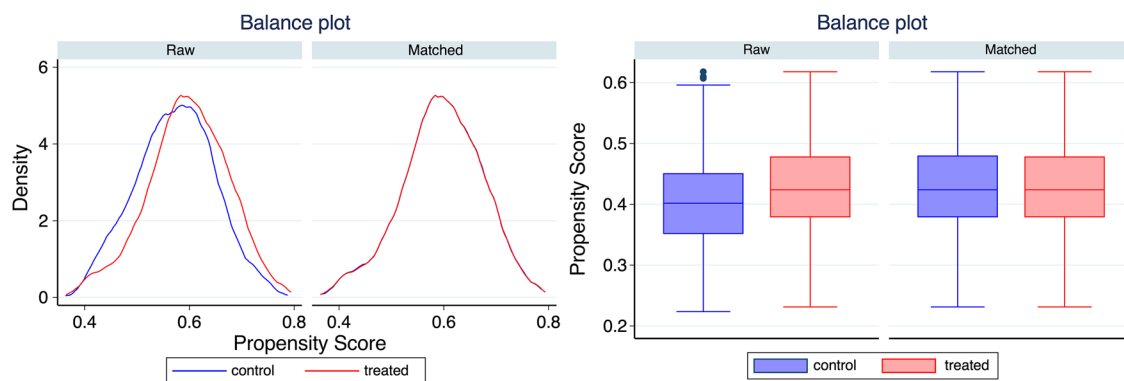 Balance plot
Raw
Matched
Density
6
4
2
0
0.4
0.6
0.8
0.4
0.6
0.8
Propensity Score
control
treated
Balance plot
Raw
Matched
Propensity Score
0.6
0.5
0.4
0.3
0.2
control
treated